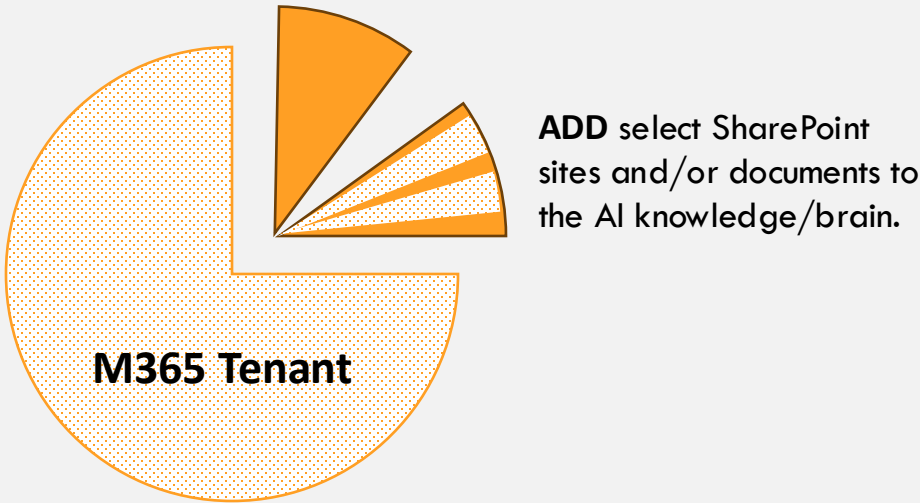 ADD select SharePoint
sites and/or documents to
the AI knowledge/brain.
M365 Tenant